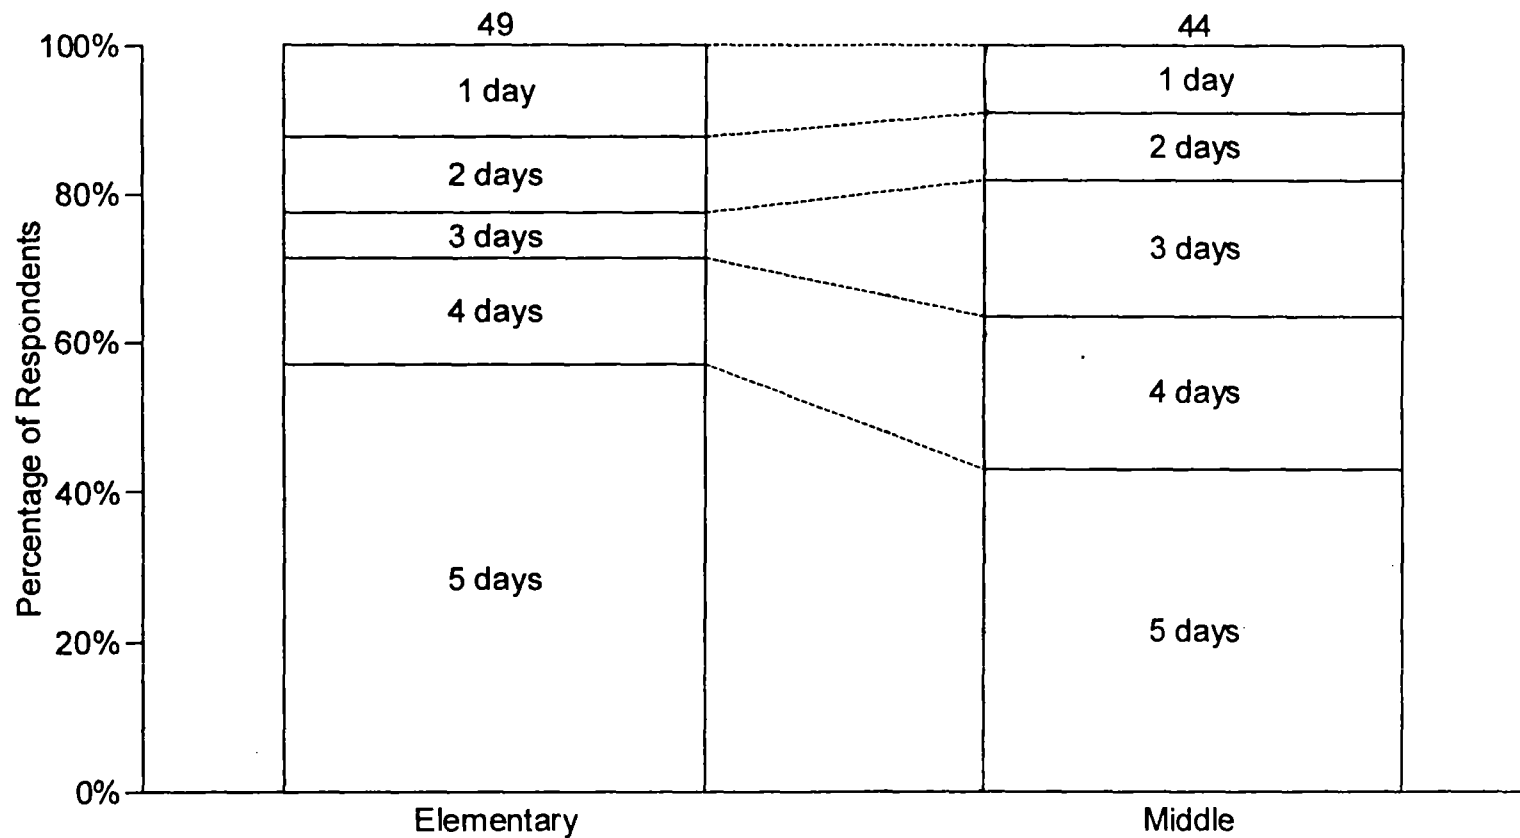 49
44
100%
80%
60%
40%
20%
0%
Percentage of Respondents
1 day
2 days
3 days
4 days
5 days
1 day
2 days
3 days
4 days
5 days
Elementary
Middle